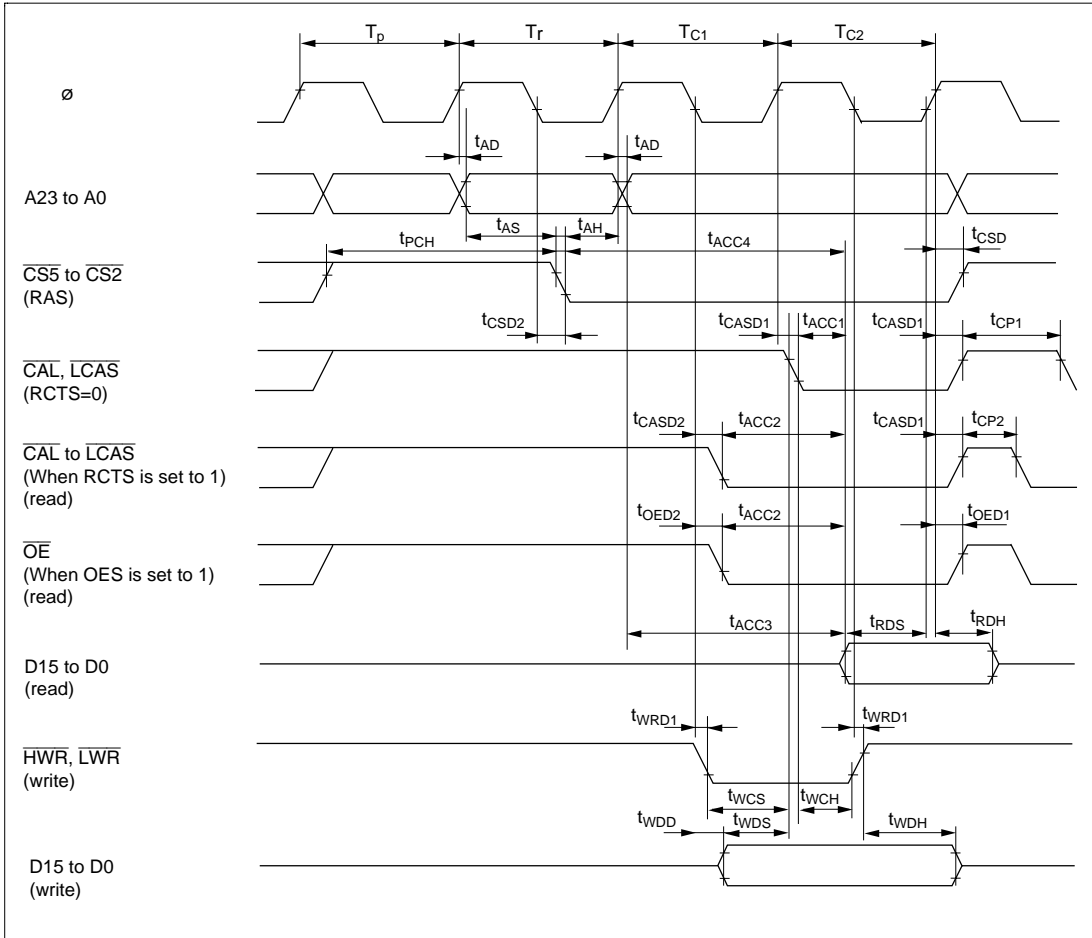 Tp Tr TC1 TC2
ø
tAD tAD
A23 to A0
tAS tAH
tPCH tACC4 tCSD
CS5 to CS2
(RAS)
tCSD2 tCASD1 tACC1 tCASD1 tCP1
CAL, LCAS
(RCTS=0)
tCASD2 tACC2 tCASD1 tCP2
CAL to LCAS
(When RCTS is set to 1)
(read)
tOED2 tACC2 tOED1
OE
(When OES is set to 1)
(read)
tACC3 tRDS tRDH
D15 to D0
(read)
tWRD1 tWRD1
HWR, LWR
(write)
tWCS tWCH
tWDD tWDS tWDH
D15 to D0
(write)